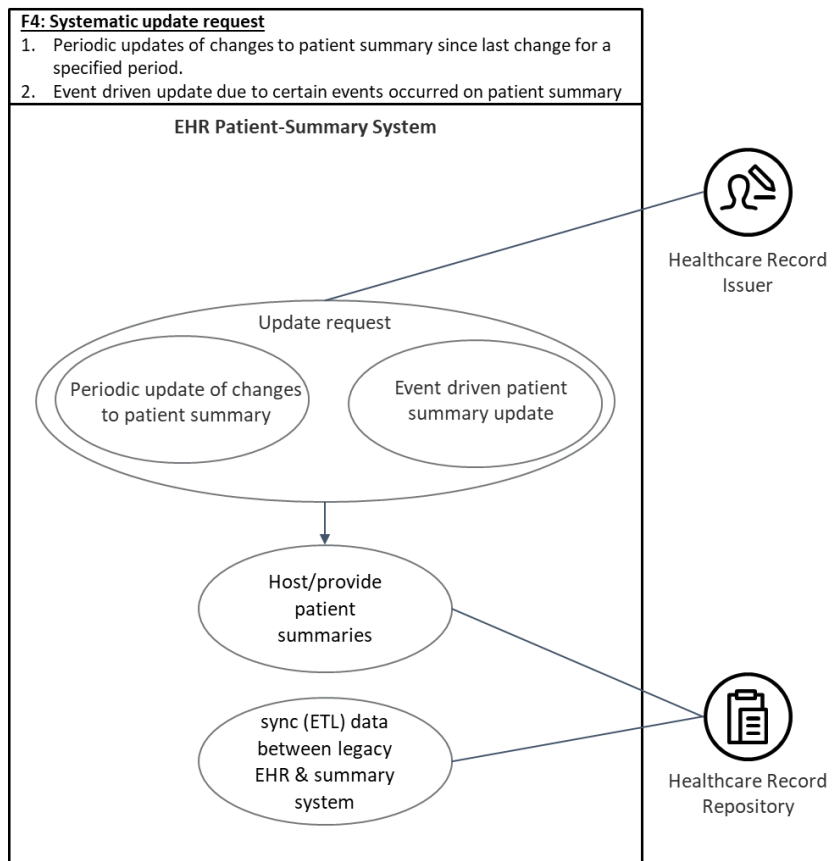 F4: Systematic update request
1. Periodic updates of changes to patient summary since last change for a
specified period.
2. Event driven update due to certain events occurred on patient summary
EHR Patient-Summary System
Healthcare Record
Issuer
Update request
Periodic update of changes
to patient summary
Event driven patient
summary update
Host/provide
patient
summaries
sync (ETL) data
between legacy
EHR & summary
system
Healthcare Record
Repository